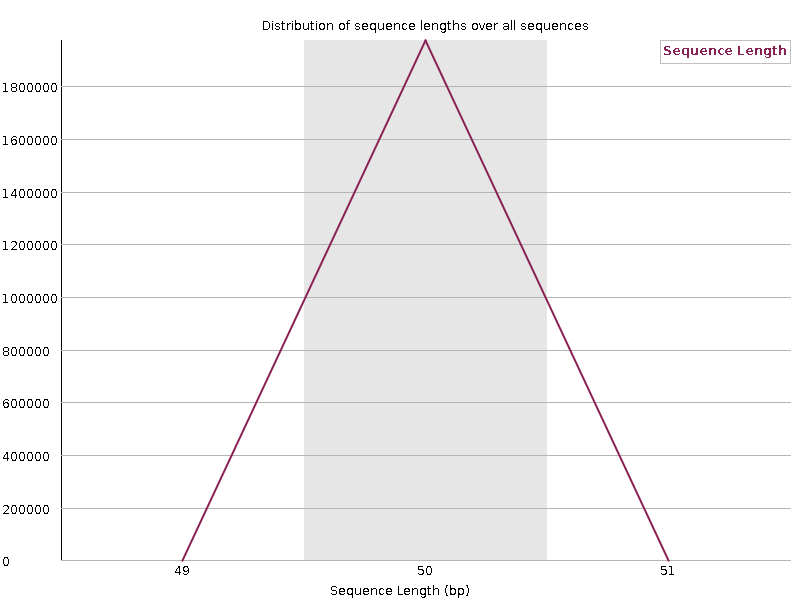 Distribution of sequence lengths over all sequences
Sequence Length
1800000
1600000
1400000
1200000
1000000
800000
600000
400000
200000
0
49 50 51
Sequence Length (bp)